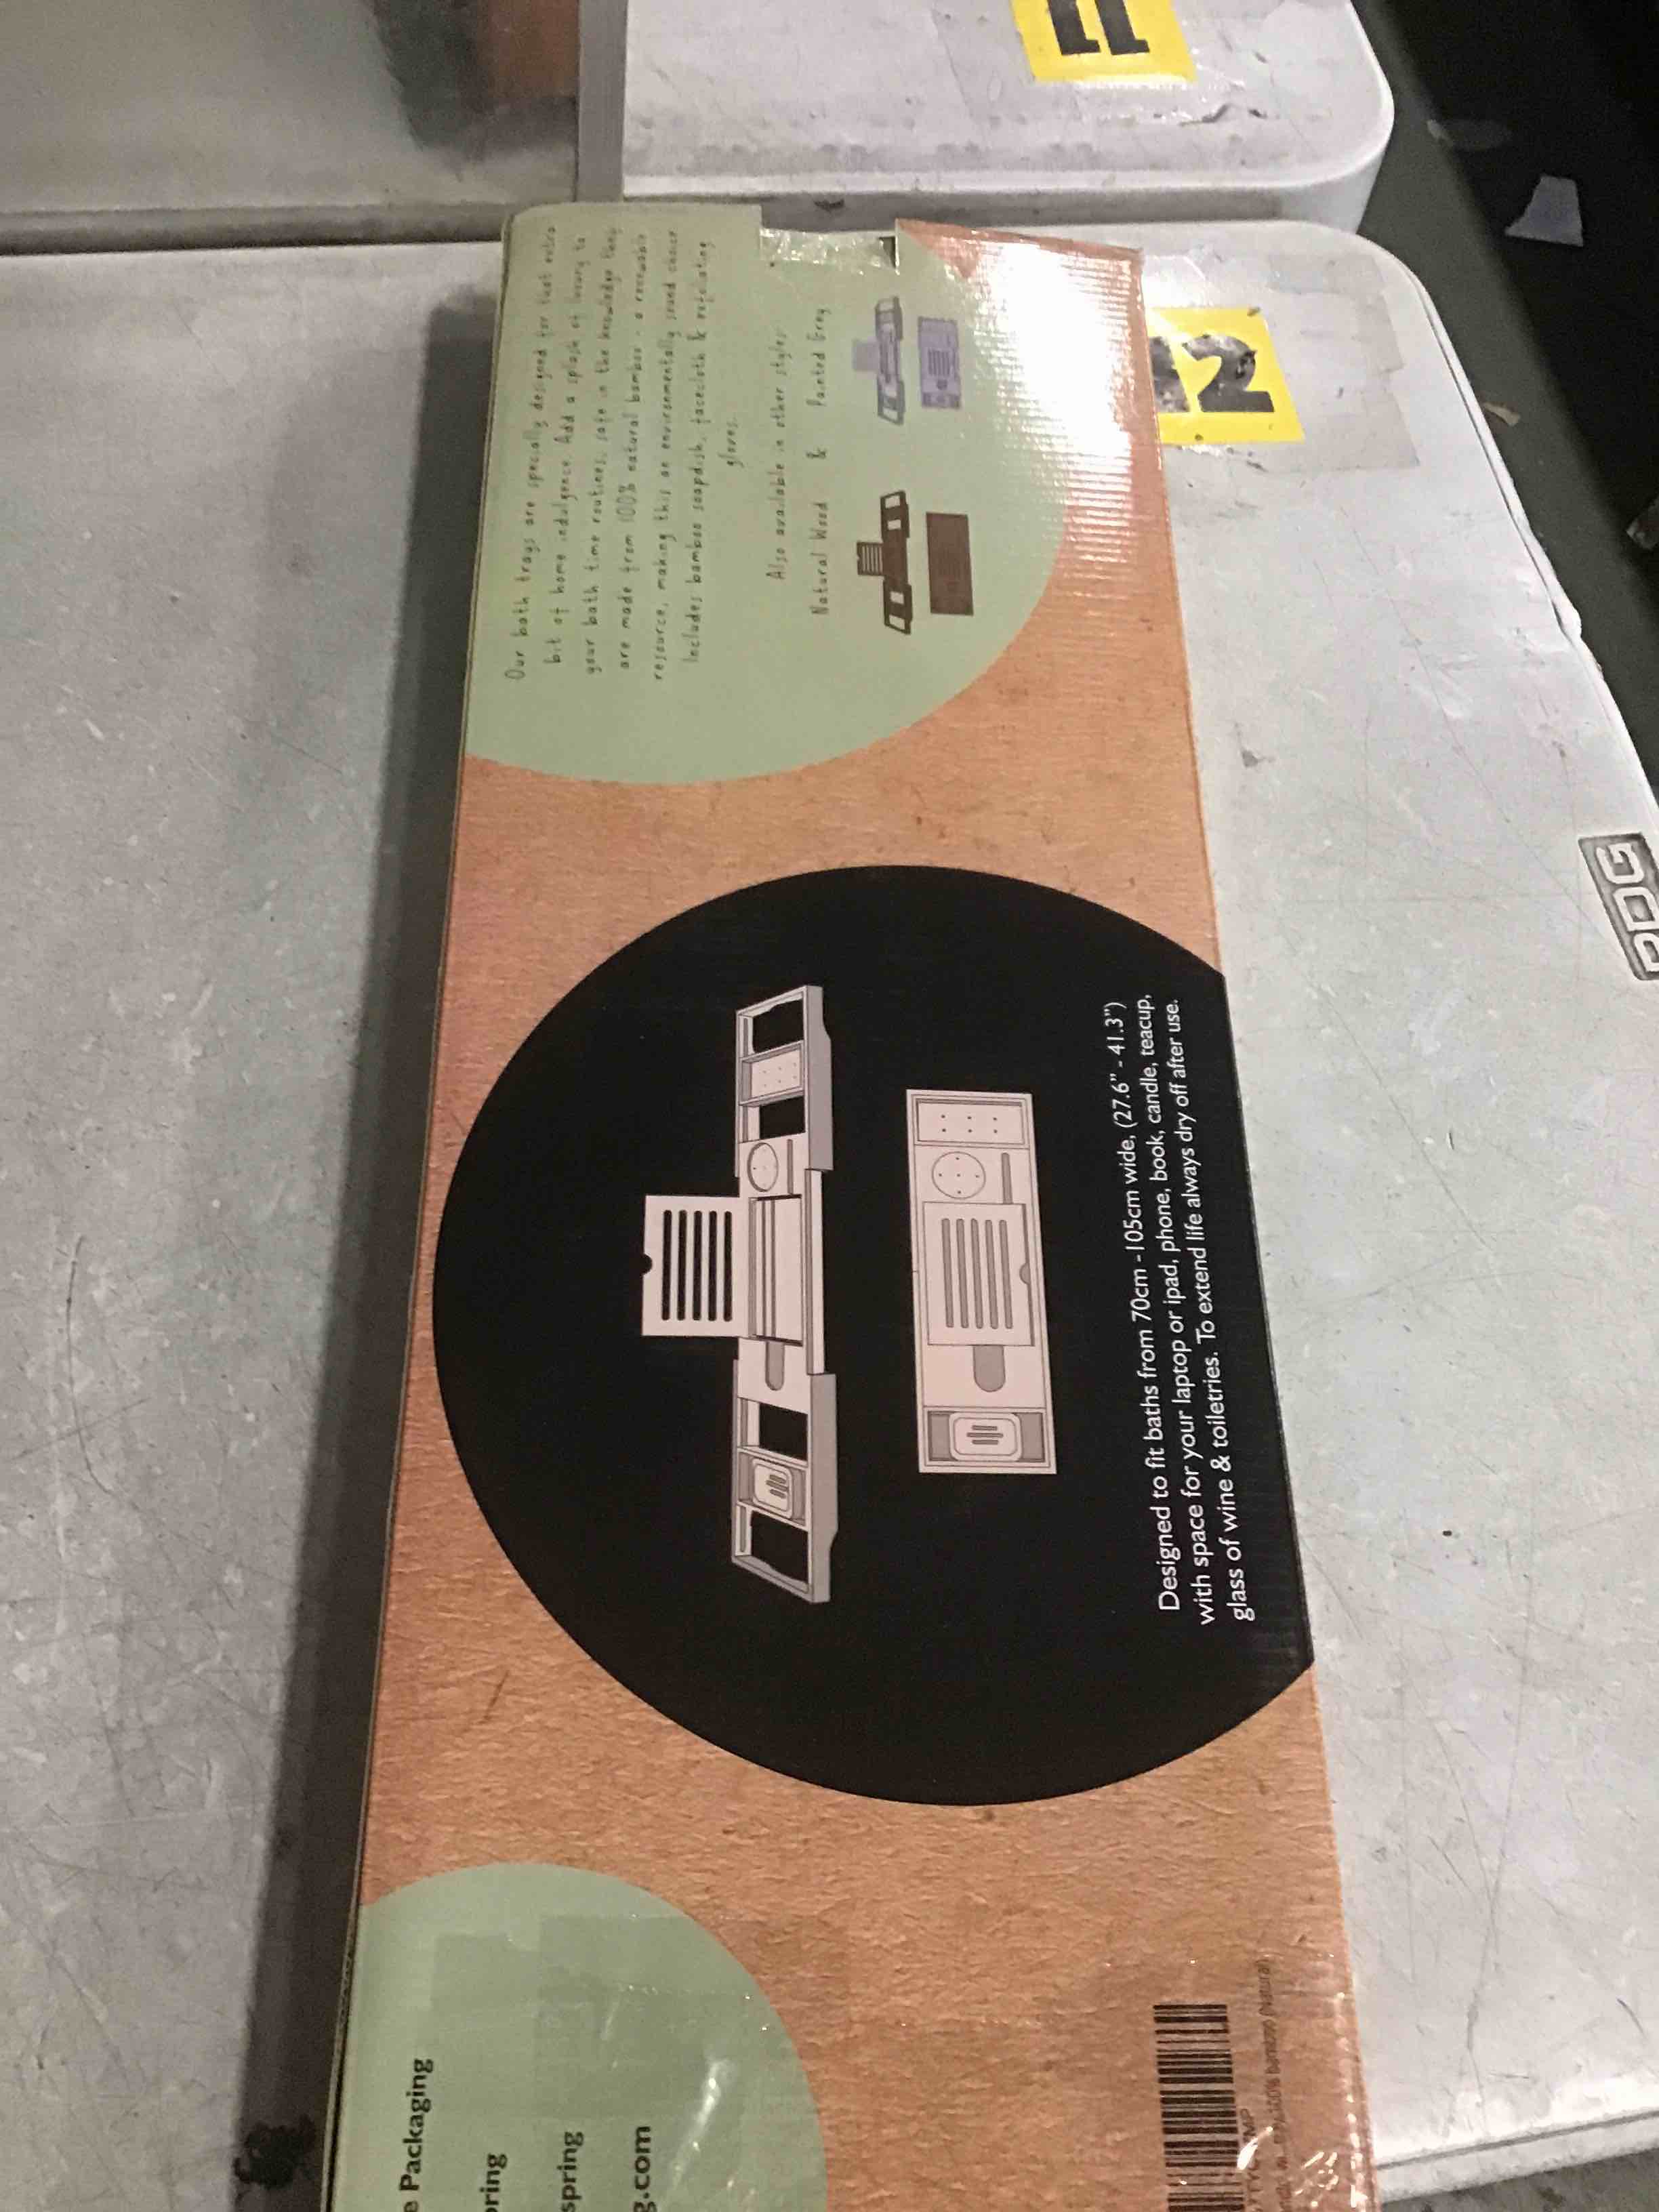 Our bath trays are specially designed for that extra
bit of home indulgence. Add a splash of luxury to
your bath time routines, safe in the knowledge they
are made from 100% natural bamboo - a renewable
resource, making this an environmentally sound choice
Includes bamboo soapdish, facecloth & exfoliating
gloves.
Also available in other styles:
Natural Wood & Painted Grey
Designed to fit baths from 70cm -105cm wide, (27.6" - 41.3")
with space for your laptop or ipad, phone, book, candle, teacup,
glass of wine & toiletries. To extend life always dry off after use.
e Packaging
oring
spring
g.com
100% bamboo (Natural)
11
12
PDG